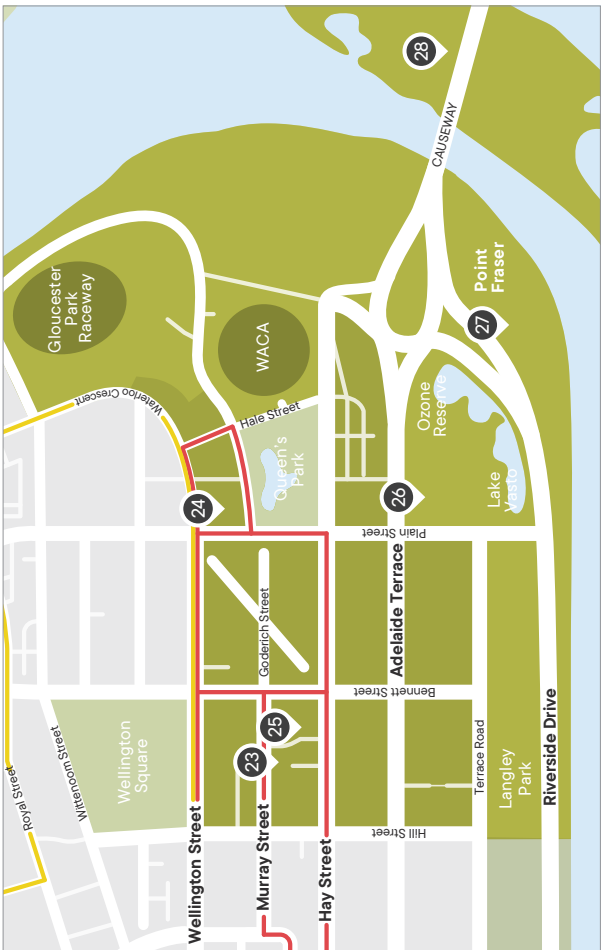 28
CAUSEWAY
Point
Fraser
27
Gloucester
Park
Raceway
WACA
Waterloo Crescent
Hale Street
Queen's
Park
Ozone
Reserve
Lake
Vasto
24
26
Plain Street
Goderich Street
Adelaide Terrace
Bennett Street
25
23
Wellington
Square
Wittenoom Street
Royal Street
Terrace Road
Langley
Park
Riverside Drive
Hill Street
Wellington Street
Murray Street
Hay Street